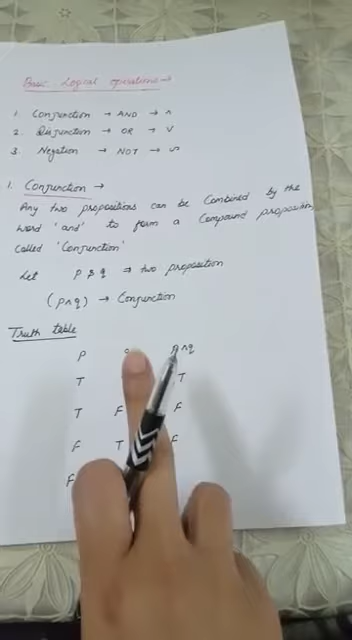 Basic Logical operations →
1. Conjunction → AND → ∧
2. Disjunction → OR → ∨
3. Negation → NOT → ~
1. Conjunction →
Any two propositions can be Combined by the
word 'and' to form a Compound proposition
Called 'Conjunction'
Let P & q ⇒ two proposition
(P∧q) → Conjunction
Truth table
P P∧q
T T
T F F
F T F
F